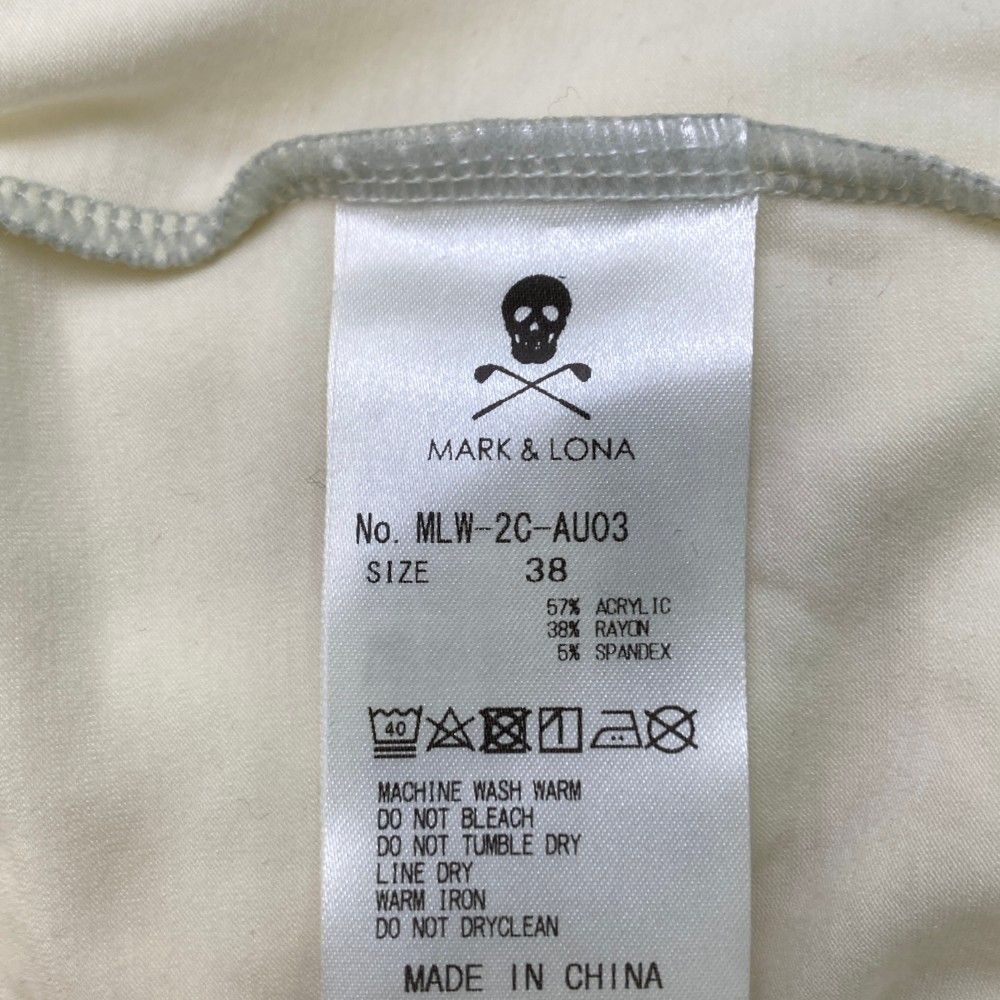 MARK & LONA
No. MLW-2C-AU03
SIZE 38
57% ACRYLIC
38% RAYON
5% SPANDEX
40
MACHINE WASH WARM
DO NOT BLEACH
DO NOT TUMBLE DRY
LINE DRY
WARM IRON
DO NOT DRYCLEAN
MADE IN CHINA